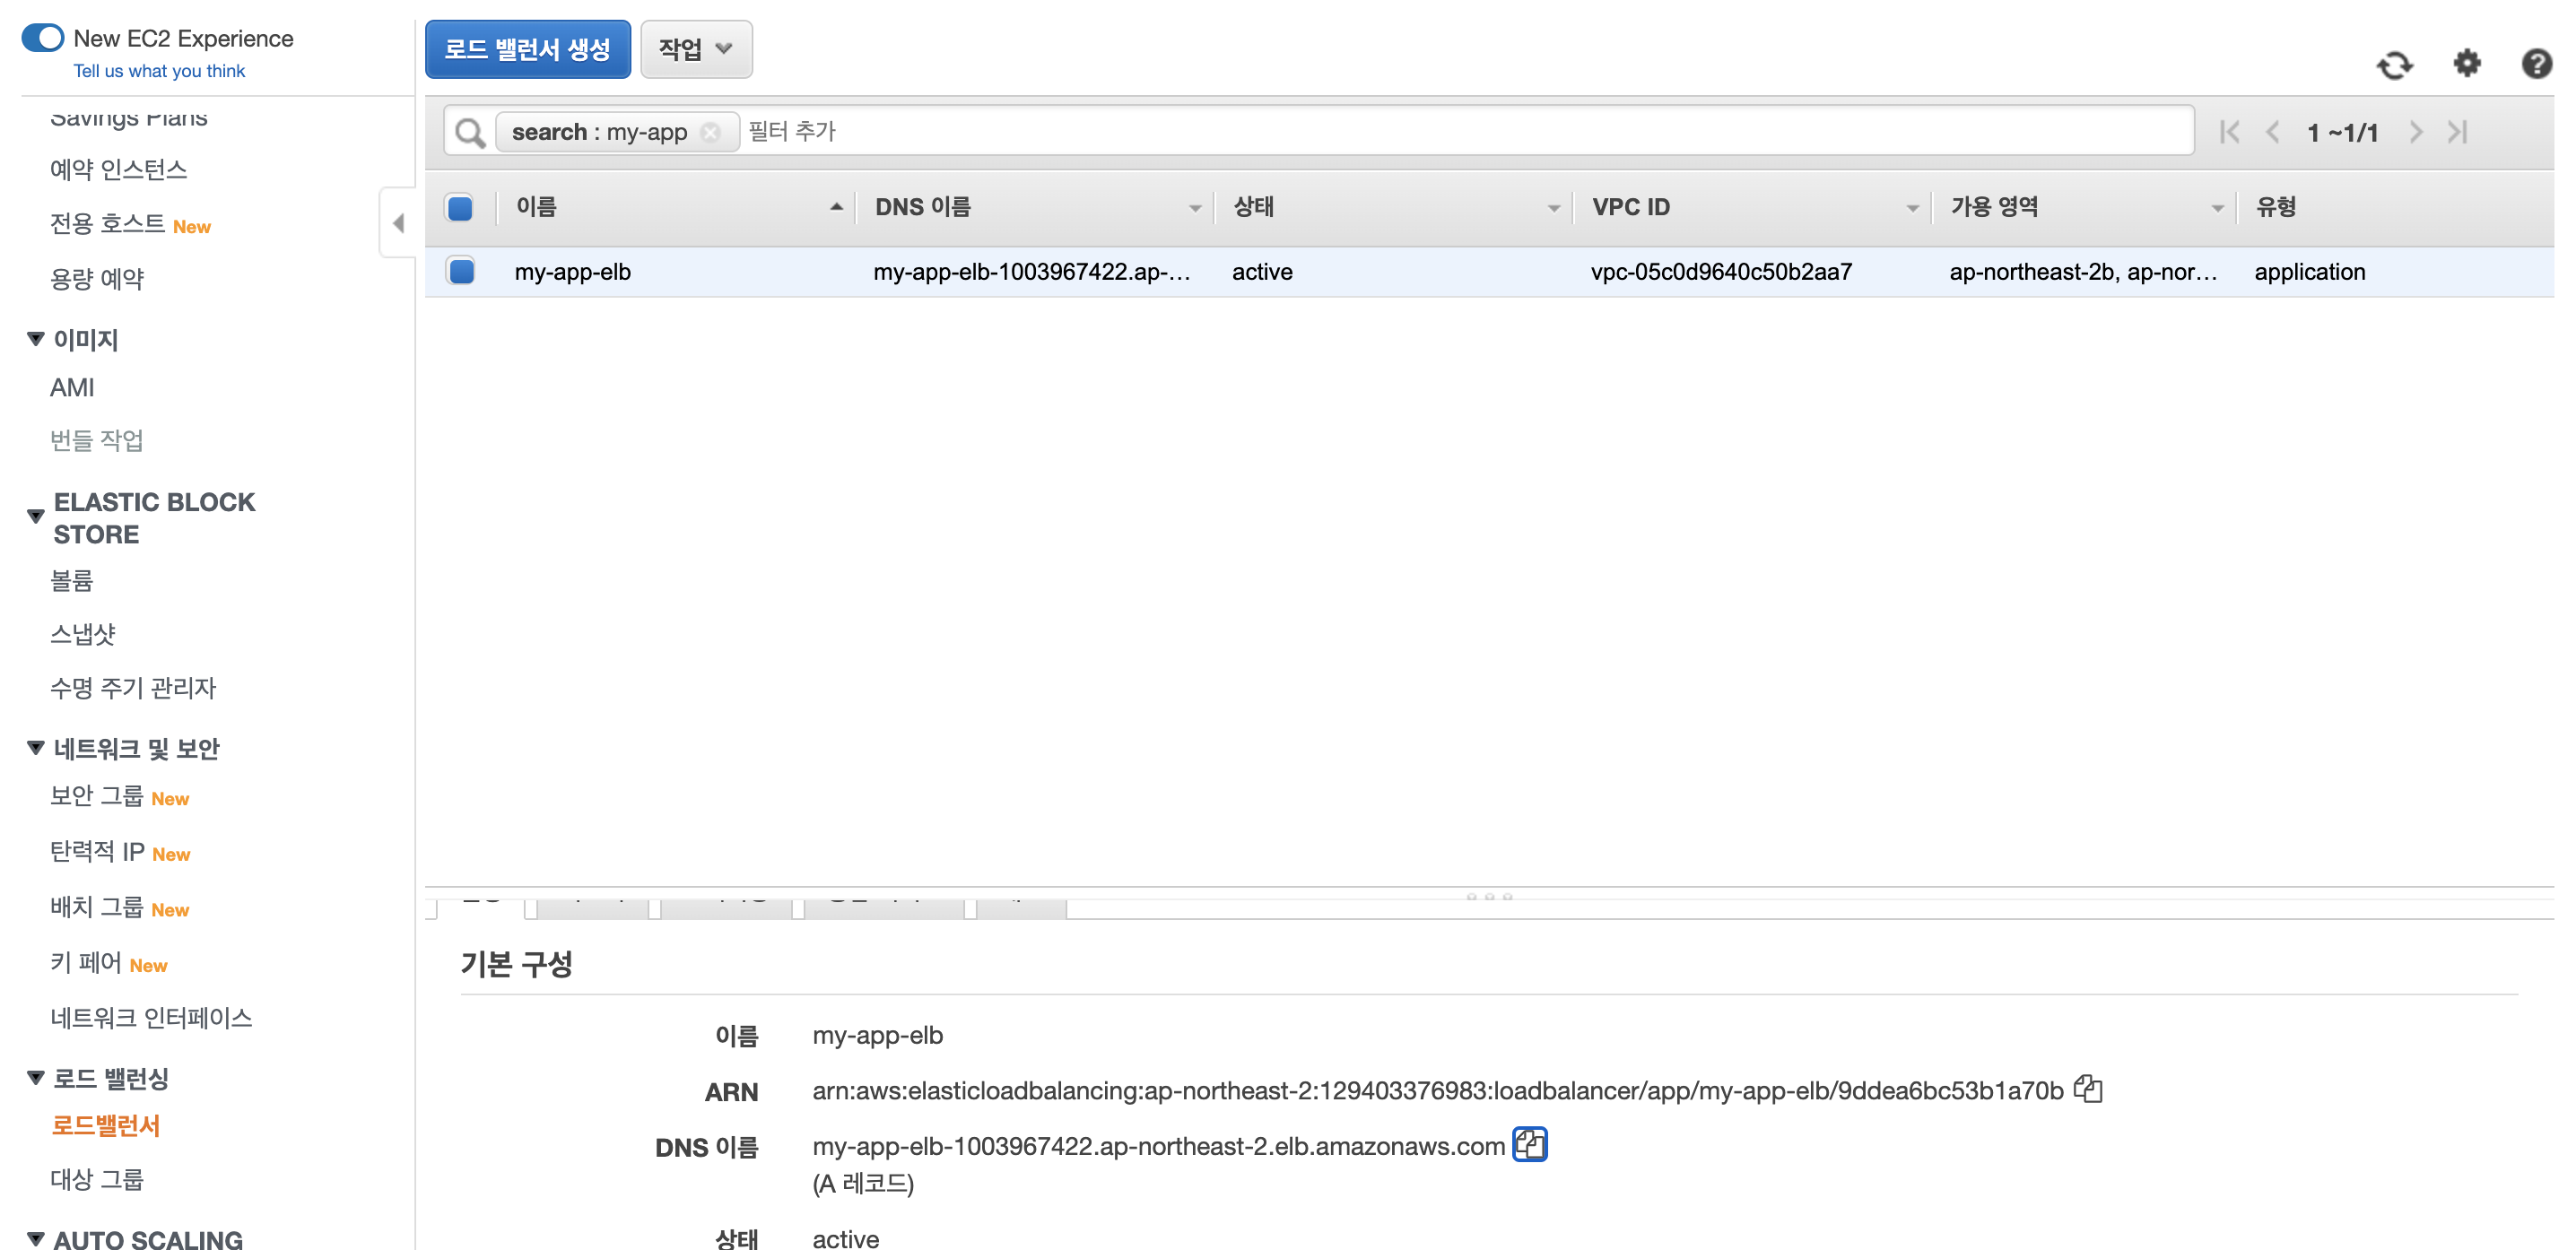 New EC2 Experience
Tell us what you think
Savings Plans
예약 인스턴스
전용 호스트 New
용량 예약
이미지
AMI
번들 작업
ELASTIC BLOCK
STORE
볼륨
스냅샷
수명 주기 관리자
네트워크 및 보안
보안 그룹 New
탄력적 IP New
배치 그룹 New
키 페어 New
네트워크 인터페이스
로드 밸런싱
로드밸런서
대상 그룹
AUTO SCALING
로드 밸런서 생성 작업
search : my-app 필터 추가 1 ~1/1
이름 DNS 이름 상태 VPC ID 가용 영역 유형
my-app-elb my-app-elb-1003967422.ap-... active vpc-05c0d9640c50b2aa7 ap-northeast-2b, ap-nor... application
기본 구성
이름 my-app-elb
ARN arn:aws:elasticloadbalancing:ap-northeast-2:129403376983:loadbalancer/app/my-app-elb/9ddea6bc53b1a70b
DNS 이름 my-app-elb-1003967422.ap-northeast-2.elb.amazonaws.com
(A 레코드)
상태 active